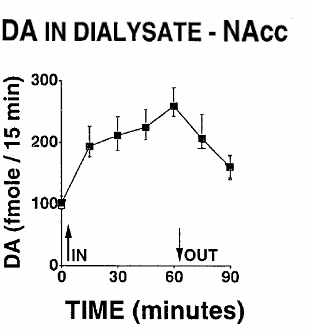 DA IN DIALYSATE - NAcc
DA (fmole / 15 min)
300
200
100
0
IN
OUT
0 30 60 90
TIME (minutes)